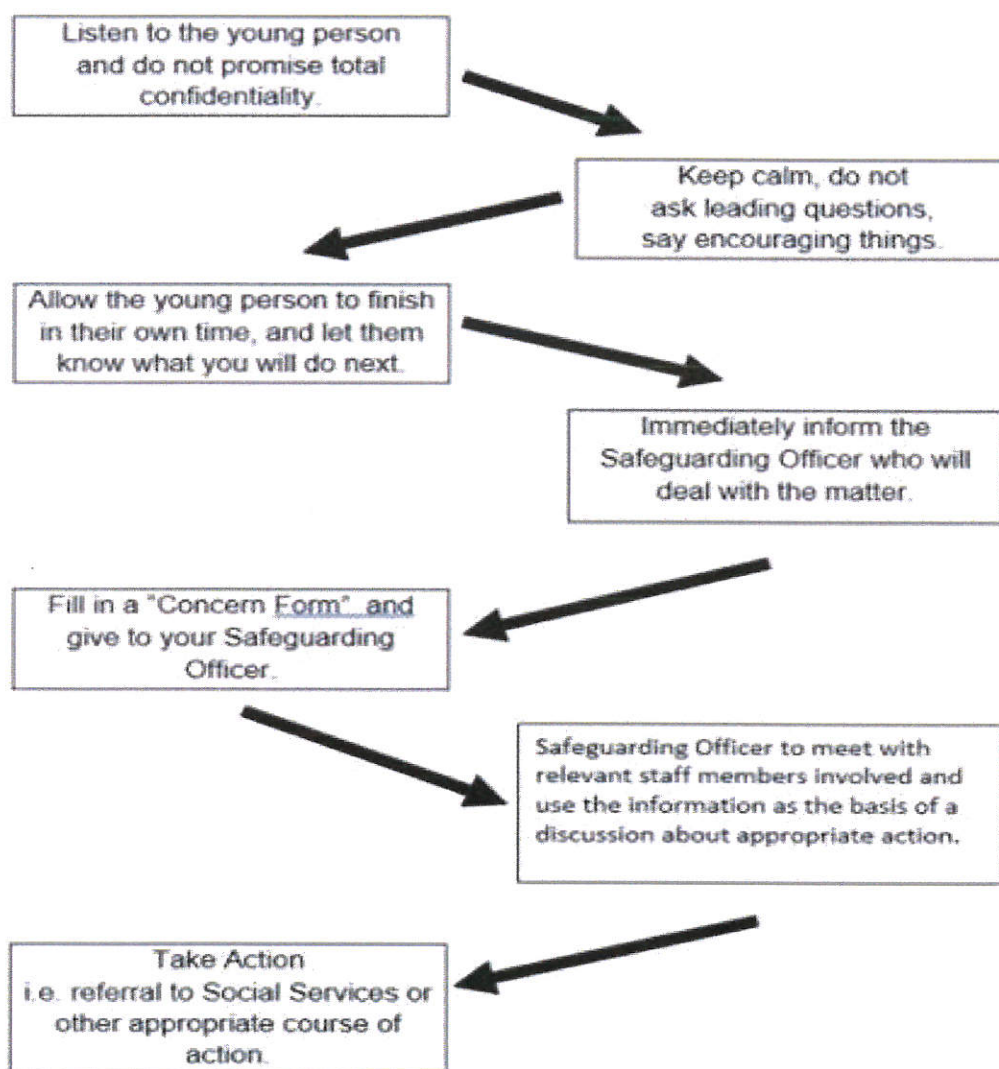 Listen to the young person
and do not promise total
confidentiality.
Keep calm, do not
ask leading questions,
say encouraging things.
Allow the young person to finish
in their own time, and let them
know what you will do next.
Immediately inform the
Safeguarding Officer who will
deal with the matter.
Fill in a "Concern Form" and
give to your Safeguarding
Officer.
Safeguarding Officer to meet with
relevant staff members involved and
use the information as the basis of a
discussion about appropriate action.
Take Action
i.e. referral to Social Services or
other appropriate course of
action.